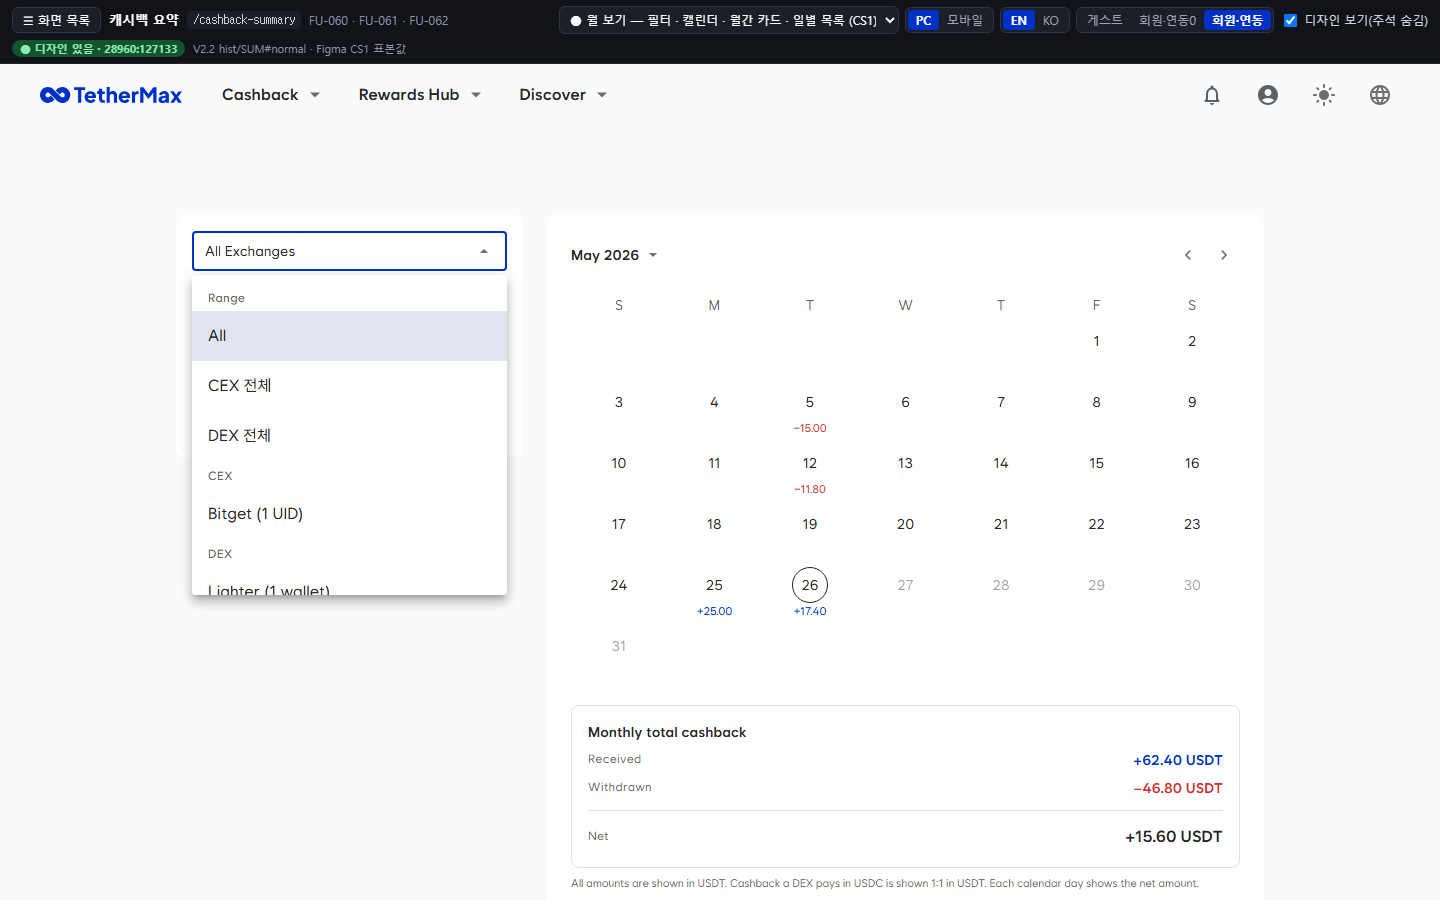 ☰ 화면 목록 캐시백 요약 /cashback-summary FU-060 · FU-061 · FU-062 ● 월 보기 — 필터 · 캘린더 · 월간 카드 · 일별 목록 (CS1) PC 모바일 EN KO 게스트 회원·연동0 회원·연동 디자인 보기(주석 숨김)
● 디자인 있음 · 28960:127133 V2.2 hist/SUM#normal · Figma CS1 표본값
TetherMax Cashback Rewards Hub Discover
All Exchanges
Range
All
CEX 전체
DEX 전체
CEX
Bitget (1 UID)
DEX
Lighter (1 wallet)
May 2026
S M T W T F S
1 2
3 4 5 6 7 8 9
−15.00
10 11 12 13 14 15 16
−11.80
17 18 19 20 21 22 23
24 25 26 27 28 29 30
+25.00 +17.40
31
Monthly total cashback
Received +62.40 USDT
Withdrawn −46.80 USDT
Net +15.60 USDT
All amounts are shown in USDT. Cashback a DEX pays in USDC is shown 1:1 in USDT. Each calendar day shows the net amount.